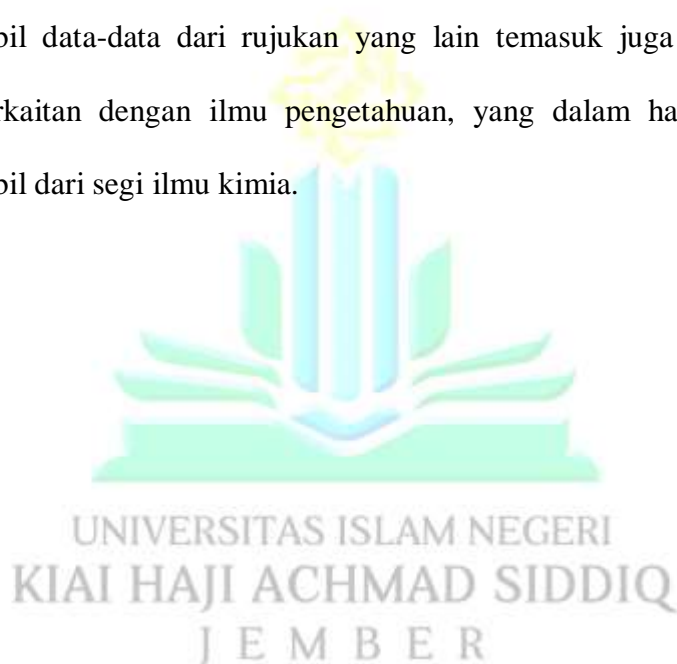 bil data-data dari rujukan yang lain temasuk juga
rkaitan dengan ilmu pengetahuan, yang dalam ha
bil dari segi ilmu kimia.
UNIVERSITAS ISLAM NEGERI
KIAI HAJI ACHMAD SIDDIQ
JEMBER